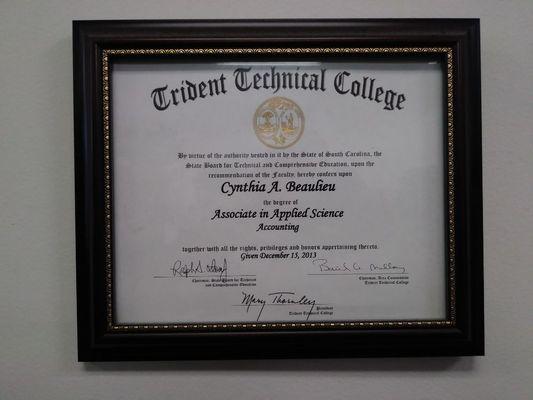 Trident Technical College
By virtue of the authority vested in it by the State of South Carolina, the
State Board for Technical and Comprehensive Education, upon the
recommendation of the Faculty, hereby confers upon
Cynthia A. Beaulieu
the degree of
Associate in Applied Science
Accounting
together with all the rights, privileges and honors appertaining thereto.
Given December 15, 2013
Chairman, State Board for Technical
and Comprehensive Education
Chairman, Area Commission
Trident Technical College
Mary Thornley
President
Trident Technical College